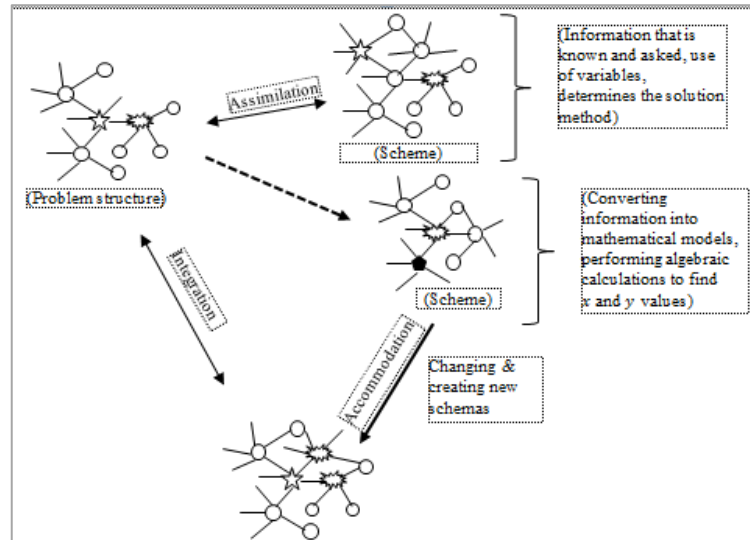 Assimilation
(Information that is
known and asked, use
of variables,
determines the solution
method)
(Scheme)
(Problem structure)
(Converting
information into
mathematical models,
performing algebraic
calculations to find
x and y values)
(Scheme)
Integration
Accommodation
Changing &
creating new
schemas